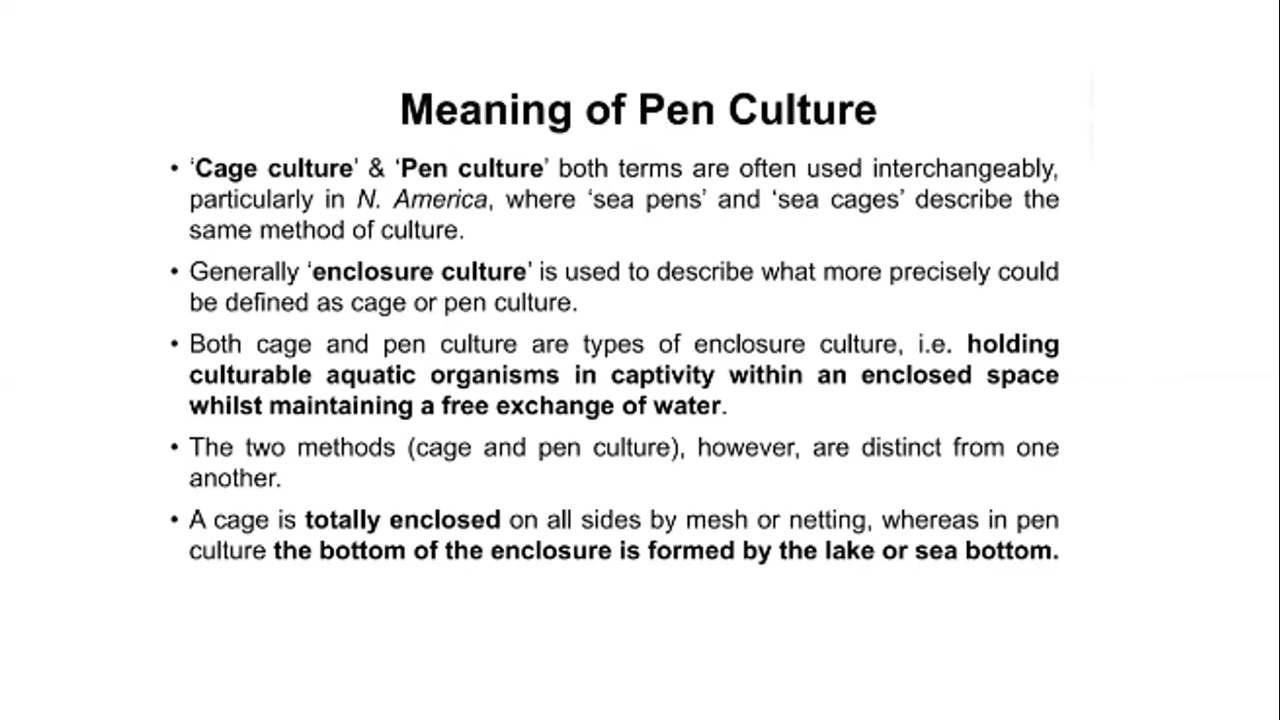 Meaning of Pen Culture
• ‘Cage culture’ & ‘Pen culture’ both terms are often used interchangeably,
particularly in N. America, where ‘sea pens’ and ‘sea cages’ describe the
same method of culture.
• Generally ‘enclosure culture’ is used to describe what more precisely could
be defined as cage or pen culture.
• Both cage and pen culture are types of enclosure culture, i.e. holding
culturable aquatic organisms in captivity within an enclosed space
whilst maintaining a free exchange of water.
• The two methods (cage and pen culture), however, are distinct from one
another.
• A cage is totally enclosed on all sides by mesh or netting, whereas in pen
culture the bottom of the enclosure is formed by the lake or sea bottom.